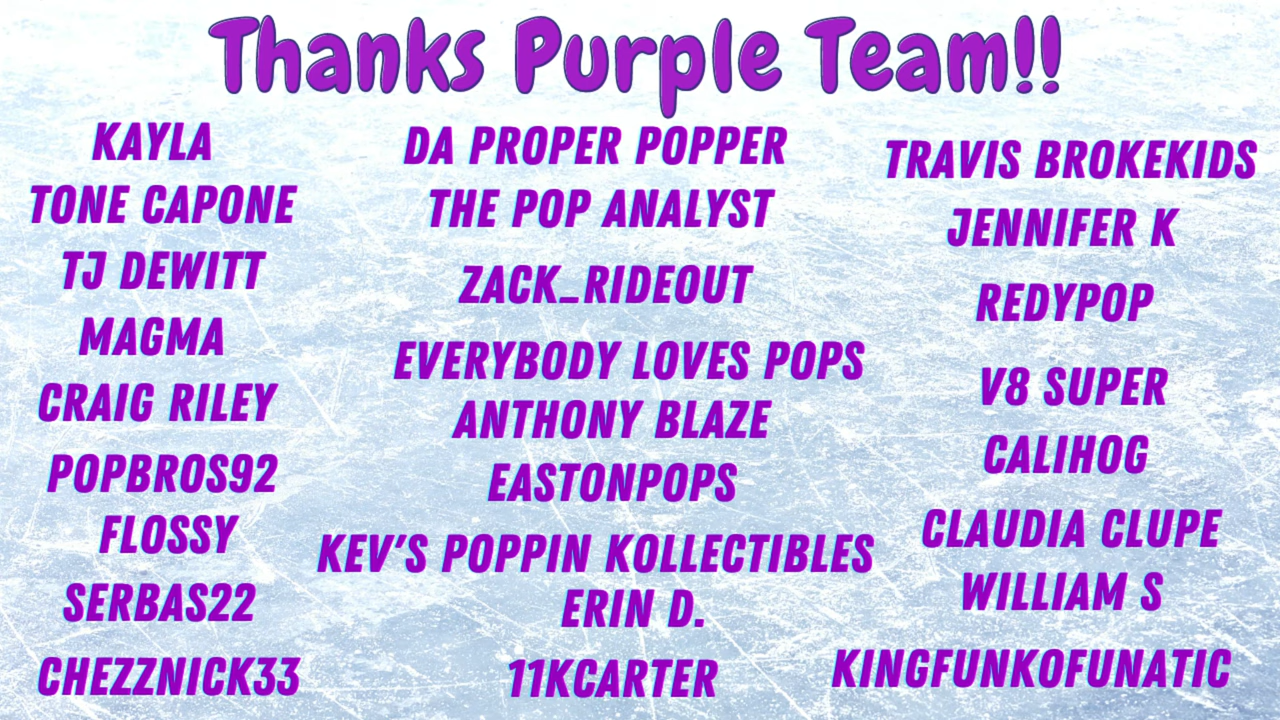 Thanks Purple Team!!
KAYLA
TONE CAPONE
TJ DEWITT
MAGMA
CRAIG RILEY
POPBROS92
FLOSSY
SERBAS22
CHEZZNICK33
DA PROPER POPPER
THE POP ANALYST
ZACK_RIDEOUT
EVERYBODY LOVES POPS
ANTHONY BLAZE
EASTONPOPS
KEV'S POPPIN KOLLECTIBLES
ERIN D.
11KCARTER
TRAVIS BROKEKIDS
JENNIFER K
REDYPOP
V8 SUPER
CALIHOG
CLAUDIA CLUPE
WILLIAM S
KINGFUNKOFUNATIC